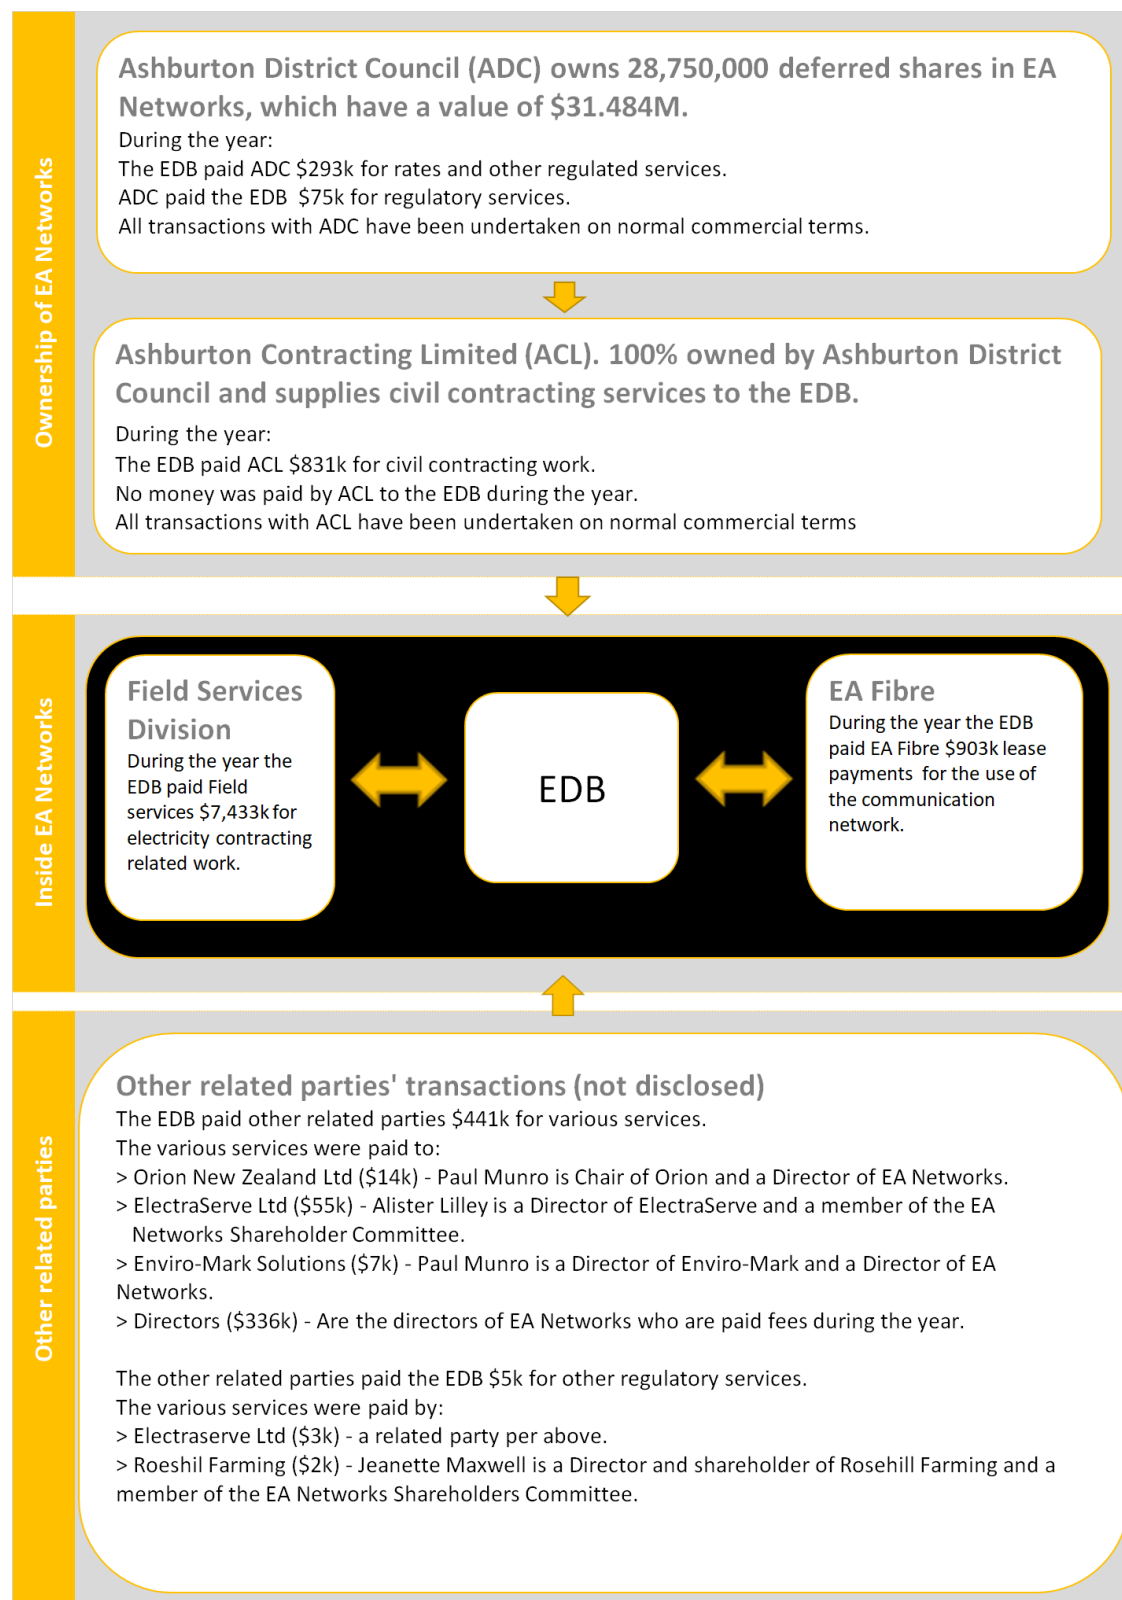 Ownership of EA Networks
Ashburton District Council (ADC) owns 28,750,000 deferred shares in EA
Networks, which have a value of $31.484M.
During the year:
The EDB paid ADC $293k for rates and other regulated services.
ADC paid the EDB  $75k for regulatory services.
All transactions with ADC have been undertaken on normal commercial terms.
Ashburton Contracting Limited (ACL). 100% owned by Ashburton District
Council and supplies civil contracting services to the EDB.
During the year:
The EDB paid ACL $831k for civil contracting work.
No money was paid by ACL to the EDB during the year.
All transactions with ACL have been undertaken on normal commercial terms
Inside EA Networks
Field Services
Division
During the year the
EDB paid Field
services $7,433k for
electricity contracting
related work.
EDB
EA Fibre
During the year the EDB
paid EA Fibre $903k lease
payments  for the use of
the communication
network.
Other related parties
Other related parties' transactions (not disclosed)
The EDB paid other related parties $441k for various services.
The various services were paid to:
> Orion New Zealand Ltd ($14k) - Paul Munro is Chair of Orion and a Director of EA Networks.
> ElectraServe Ltd ($55k) - Alister Lilley is a Director of ElectraServe and a member of the EA
Networks Shareholder Committee.
> Enviro-Mark Solutions ($7k) - Paul Munro is a Director of Enviro-Mark and a Director of EA
Networks.
> Directors ($336k) - Are the directors of EA Networks who are paid fees during the year.
The other related parties paid the EDB $5k for other regulatory services.
The various services were paid by:
> Electraserve Ltd ($3k) - a related party per above.
> Roeshil Farming ($2k) - Jeanette Maxwell is a Director and shareholder of Rosehill Farming and a
member of the EA Networks Shareholders Committee.